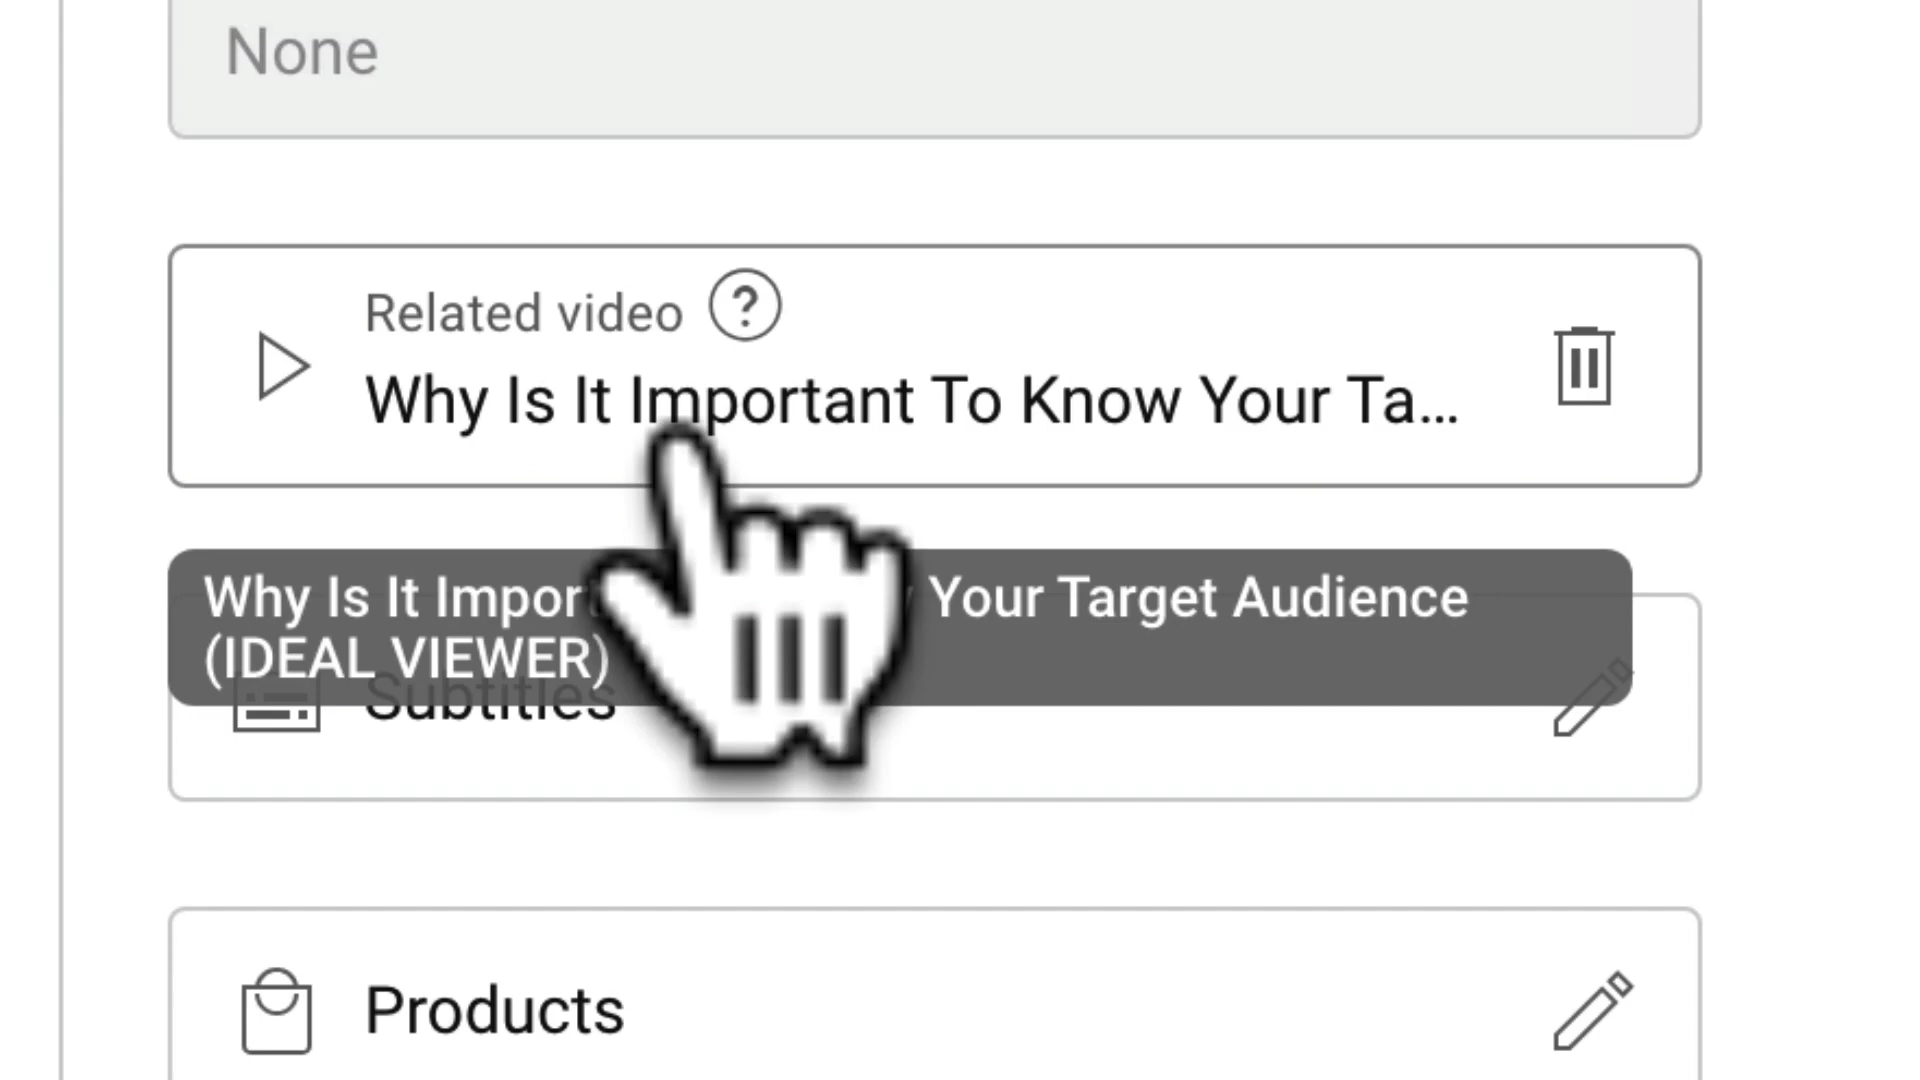 None
Related video ?
Why Is It Important To Know Your Ta...
Why Is It Impor Your Target Audience
(IDEAL VIEWER)
Subtitles
Products